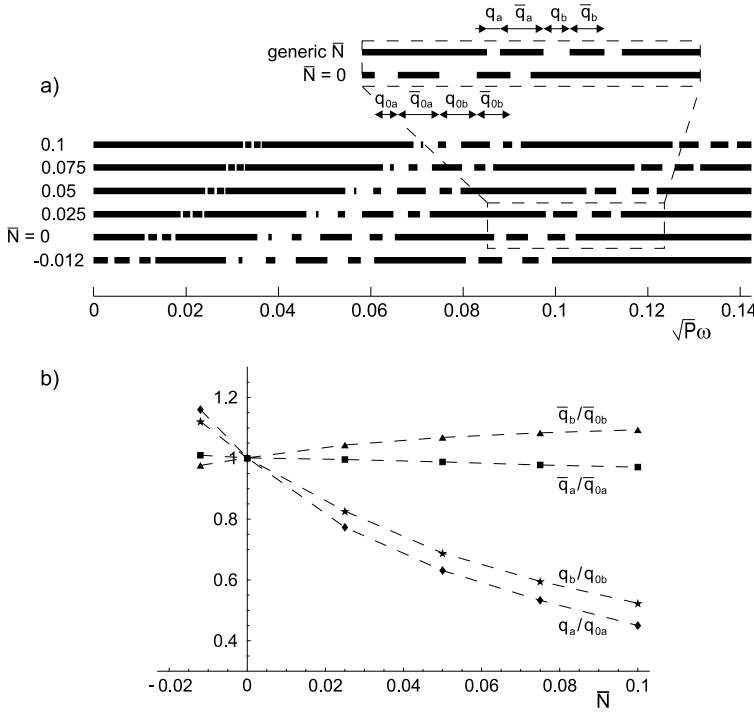 q_a q̅_a q_b q̅_b
generic N̅
N̅ = 0
a)
q_0a q̅_0a q_0b q̅_0b
0.1
0.075
0.05
0.025
N̅ = 0
-0.012
0 0.02 0.04 0.06 0.08 0.1 0.12 0.14
√P̅ω
b)
1.2
q̅_b/q̅_0b
1
q̅_a/q̅_0a
0.8
0.6
q_b/q_0b
q_a/q_0a
0.4
-0.02 0 0.02 0.04 0.06 0.08 0.1
N̅